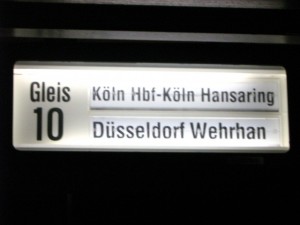 Gleis
10
Köln Hbf-Köln Hansaring
Düsseldorf Wehrhan